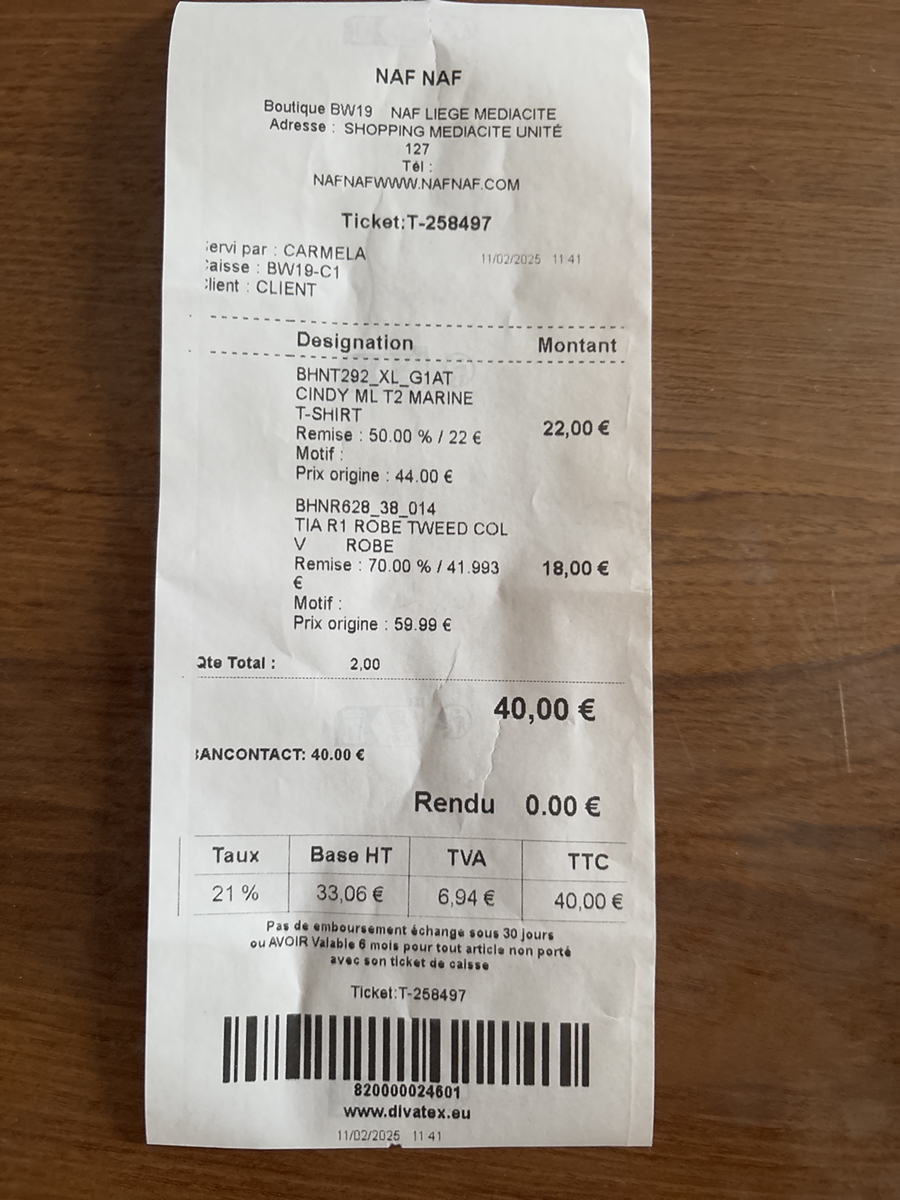 NAF NAF
Boutique BW19 NAF LIEGE MEDIACITE
Adresse : SHOPPING MEDIACITE UNITÉ
127
Tél :
NAFNAFWWW.NAFNAF.COM
Ticket:T-258497
ervi par : CARMELA 11/02/2025 11 41
aisse : BW19-C1
lient : CLIENT
Designation Montant
BHNT292_XL_G1AT
CINDY ML T2 MARINE
T-SHIRT
Remise : 50.00 % / 22 € 22,00 €
Motif :
Prix origine : 44.00 €
BHNR628_38_014
TIA R1 ROBE TWEED COL
V ROBE
Remise : 70.00 % / 41.993 18,00 €
€
Motif :
Prix origine : 59.99 €
Qte Total : 2,00
40,00 €
BANCONTACT: 40.00 €
Rendu 0.00 €
Taux Base HT TVA TTC
21 % 33,06 € 6,94 € 40,00 €
Pas de emboursement échange sous 30 jours
ou AVOIR Valable 6 mois pour tout article non porté
avec son ticket de caisse
Ticket:T-258497
820000024601
www.divatex.eu
11/02/2025 11 41